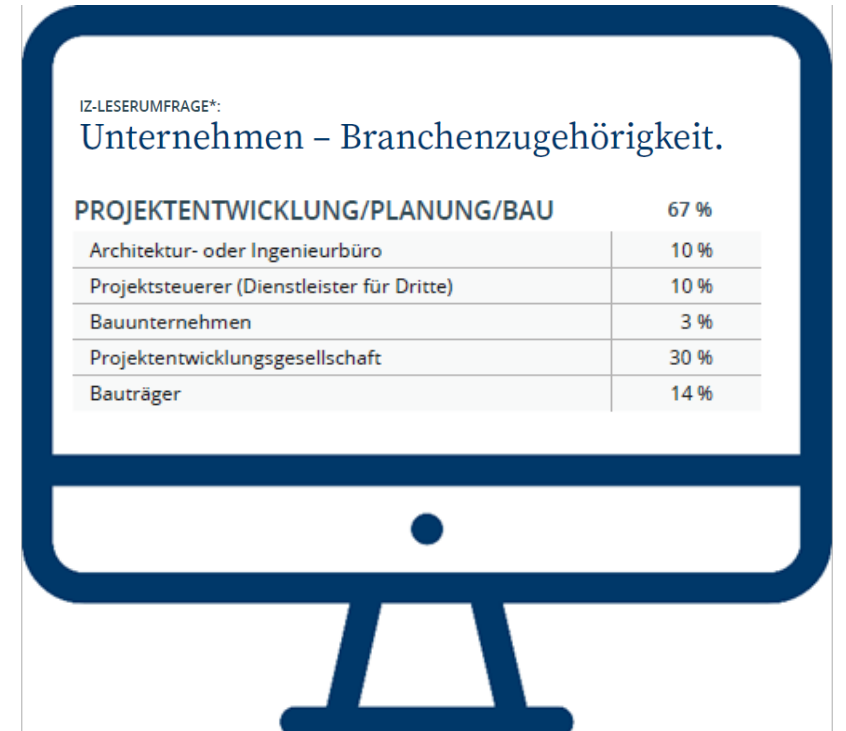 IZ-LESERUMFRAGE*:
Unternehmen – Branchenzugehörigkeit.
PROJEKTENTWICKLUNG/PLANUNG/BAU 67 %
Architektur- oder Ingenieurbüro 10 %
Projektsteuerer (Dienstleister für Dritte) 10 %
Bauunternehmen 3 %
Projektentwicklungsgesellschaft 30 %
Bauträger 14 %